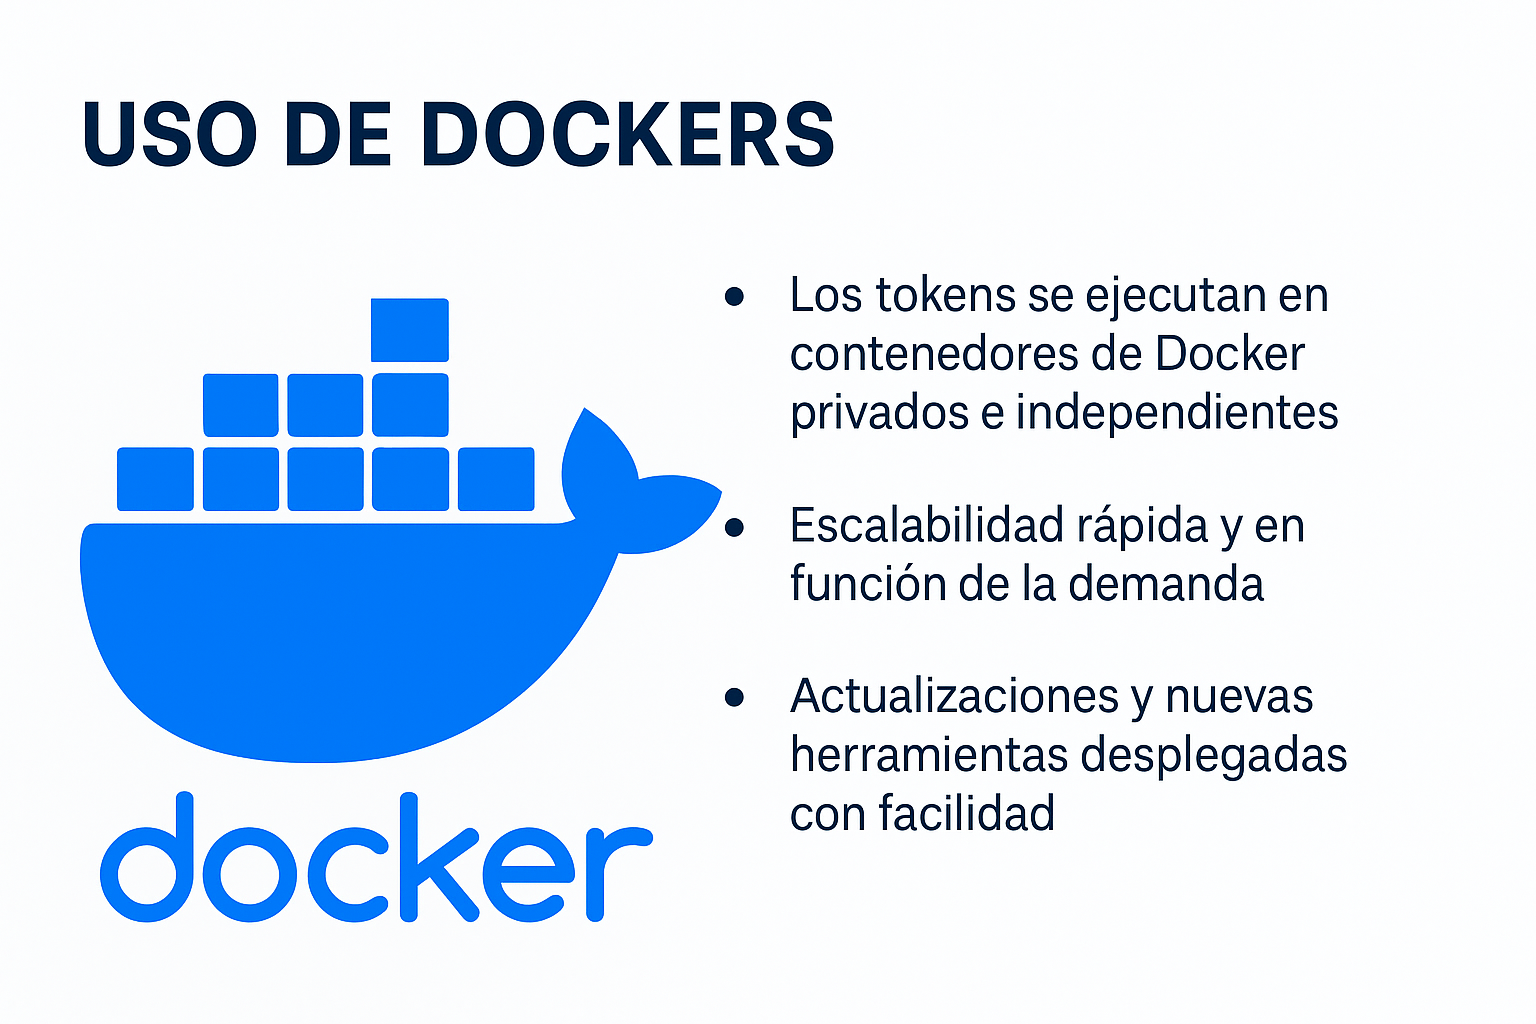 USO DE DOCKERS
• Los tokens se ejecutan en
contenedores de Docker
privados e independientes
• Escalabilidad rápida y en
función de la demanda
• Actualizaciones y nuevas
herramientas desplegadas
con facilidad
docker